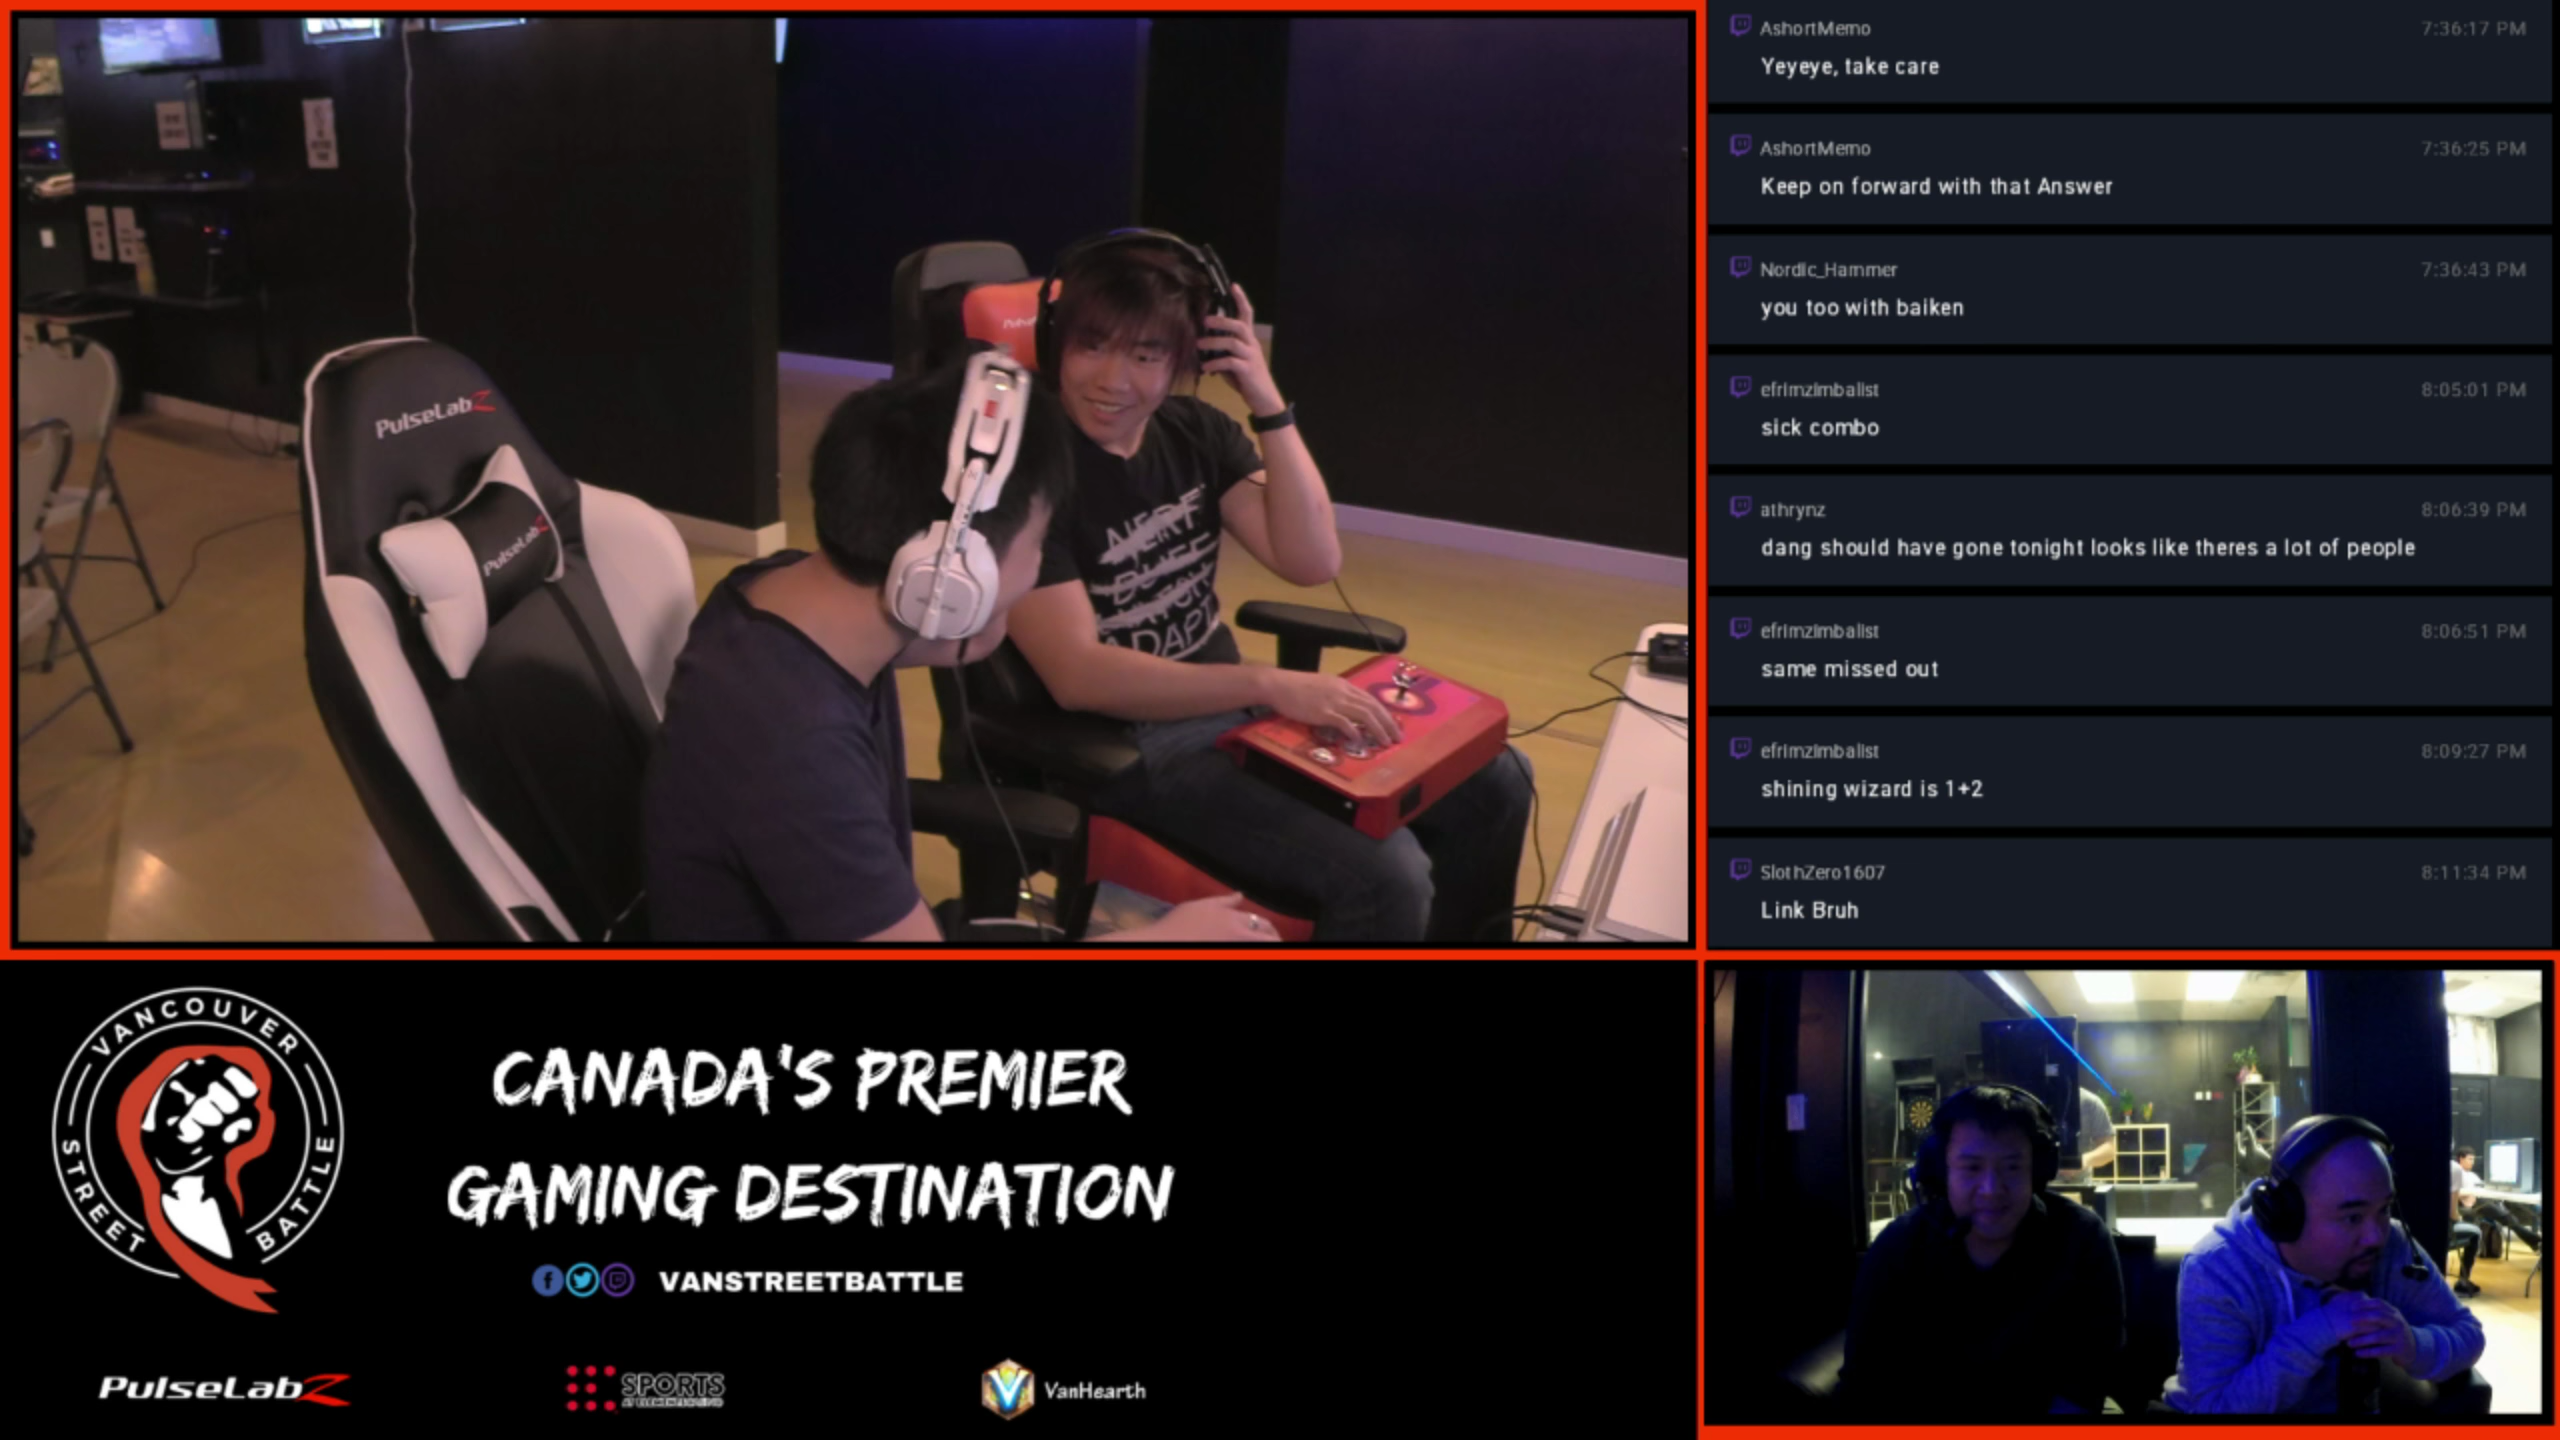 PulseLabZ
PulseLabZ
NERF
BUFF
ADAPT
AshortMemo
7:36:17 PM
Yeyeye, take care
AshortMemo
7:36:25 PM
Keep on forward with that Answer
Nordic_Hammer
7:36:43 PM
you too with baiken
efrimzimbalist
8:05:01 PM
sick combo
athrynz
8:06:39 PM
dang should have gone tonight looks like theres a lot of people
efrimzimbalist
8:06:51 PM
same missed out
efrimzimbalist
8:09:27 PM
shining wizard is 1+2
SlothZero1607
8:11:34 PM
Link Bruh
VANCOUVER
STREET BATTLE
CANADA'S PREMIER
GAMING DESTINATION
VANSTREETBATTLE
PulseLabZ
SPORTS
VanHearth